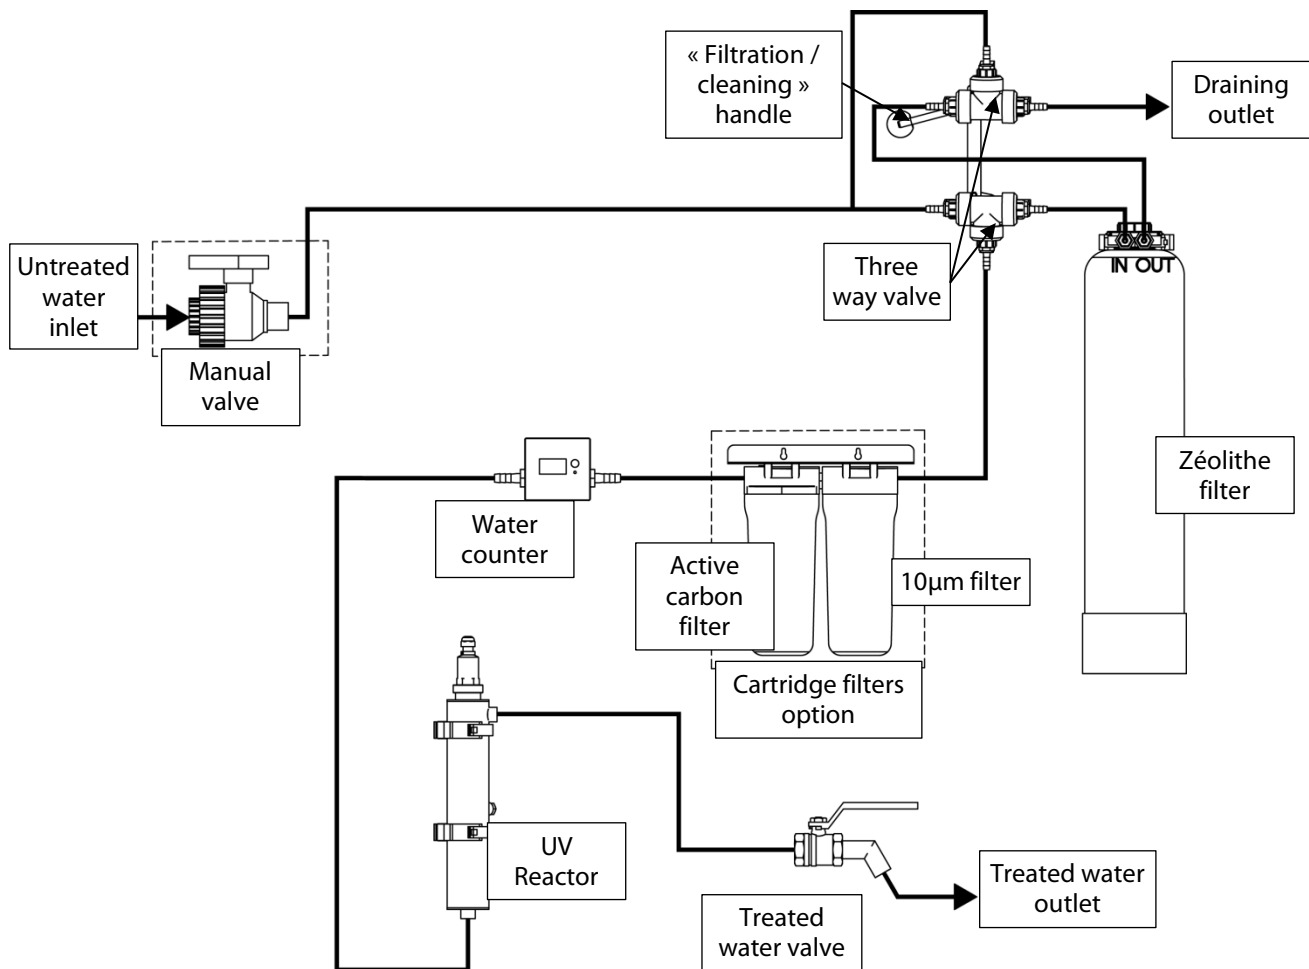 « Filtration /
cleaning »
handle
Draining
outlet
Untreated
water
inlet
Three
way valve
IN OUT
Manual
valve
Zéolithe
filter
Water
counter
Active
carbon
filter
10µm filter
Cartridge filters
option
UV
Reactor
Treated water
outlet
Treated
water valve